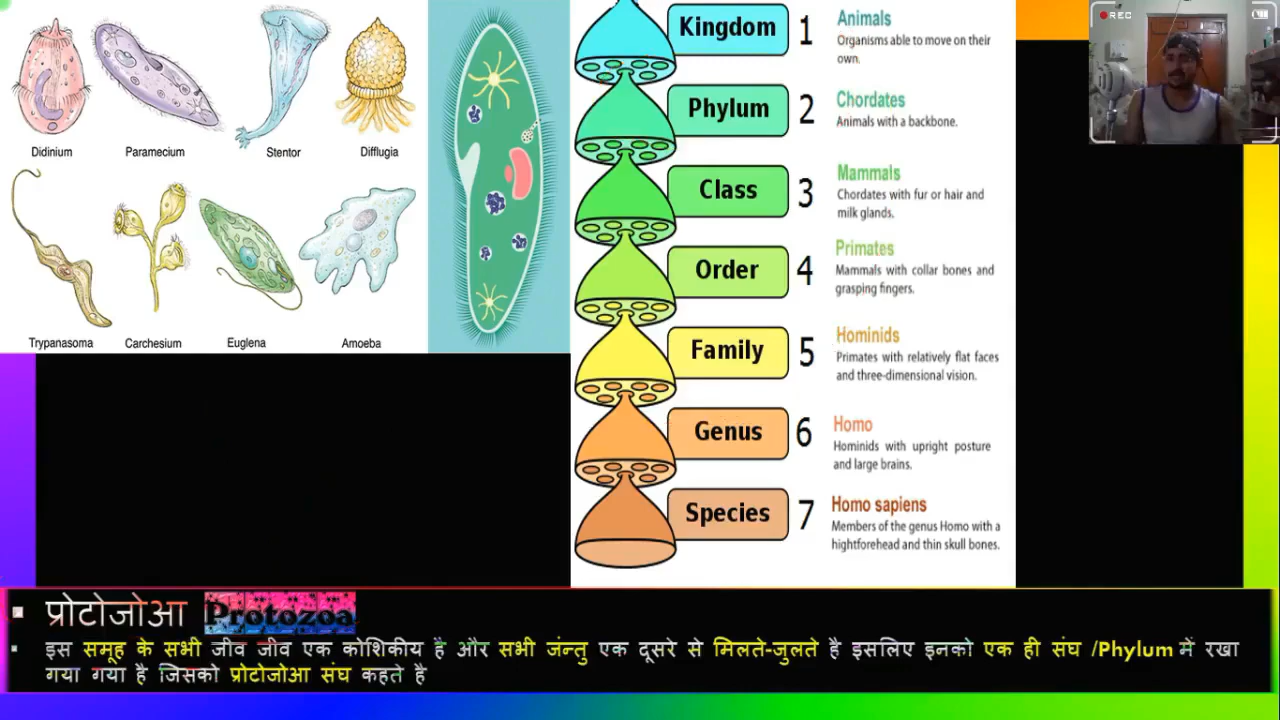 Didinium
Paramecium
Stentor
Difflugia
Trypanasoma
Carchesium
Euglena
Amoeba
Kingdom 1 Animals
Organisms able to move on their
own.
Phylum 2 Chordates
Animals with a backbone.
Class 3 Mammals
Chordates with fur or hair and
milk glands.
Order 4 Primates
Mammals with collar bones and
grasping fingers.
Family 5 Hominids
Primates with relatively flat faces
and three-dimensional vision.
Genus 6 Homo
Hominids with upright posture
and large brains.
Species 7 Homo sapiens
Members of the genus Homo with a
hightforehead and thin skull bones.
REC
प्रोटोजोआ Protozoa
इस समूह के सभी जीव जीव एक कोशिकीय है और सभी जंन्तु एक दूसरे से मिलते-जुलते है इसलिए इनको एक ही संघ /Phylum में रखा
गया गया है जिसको प्रोटोजोआ संघ कहते है